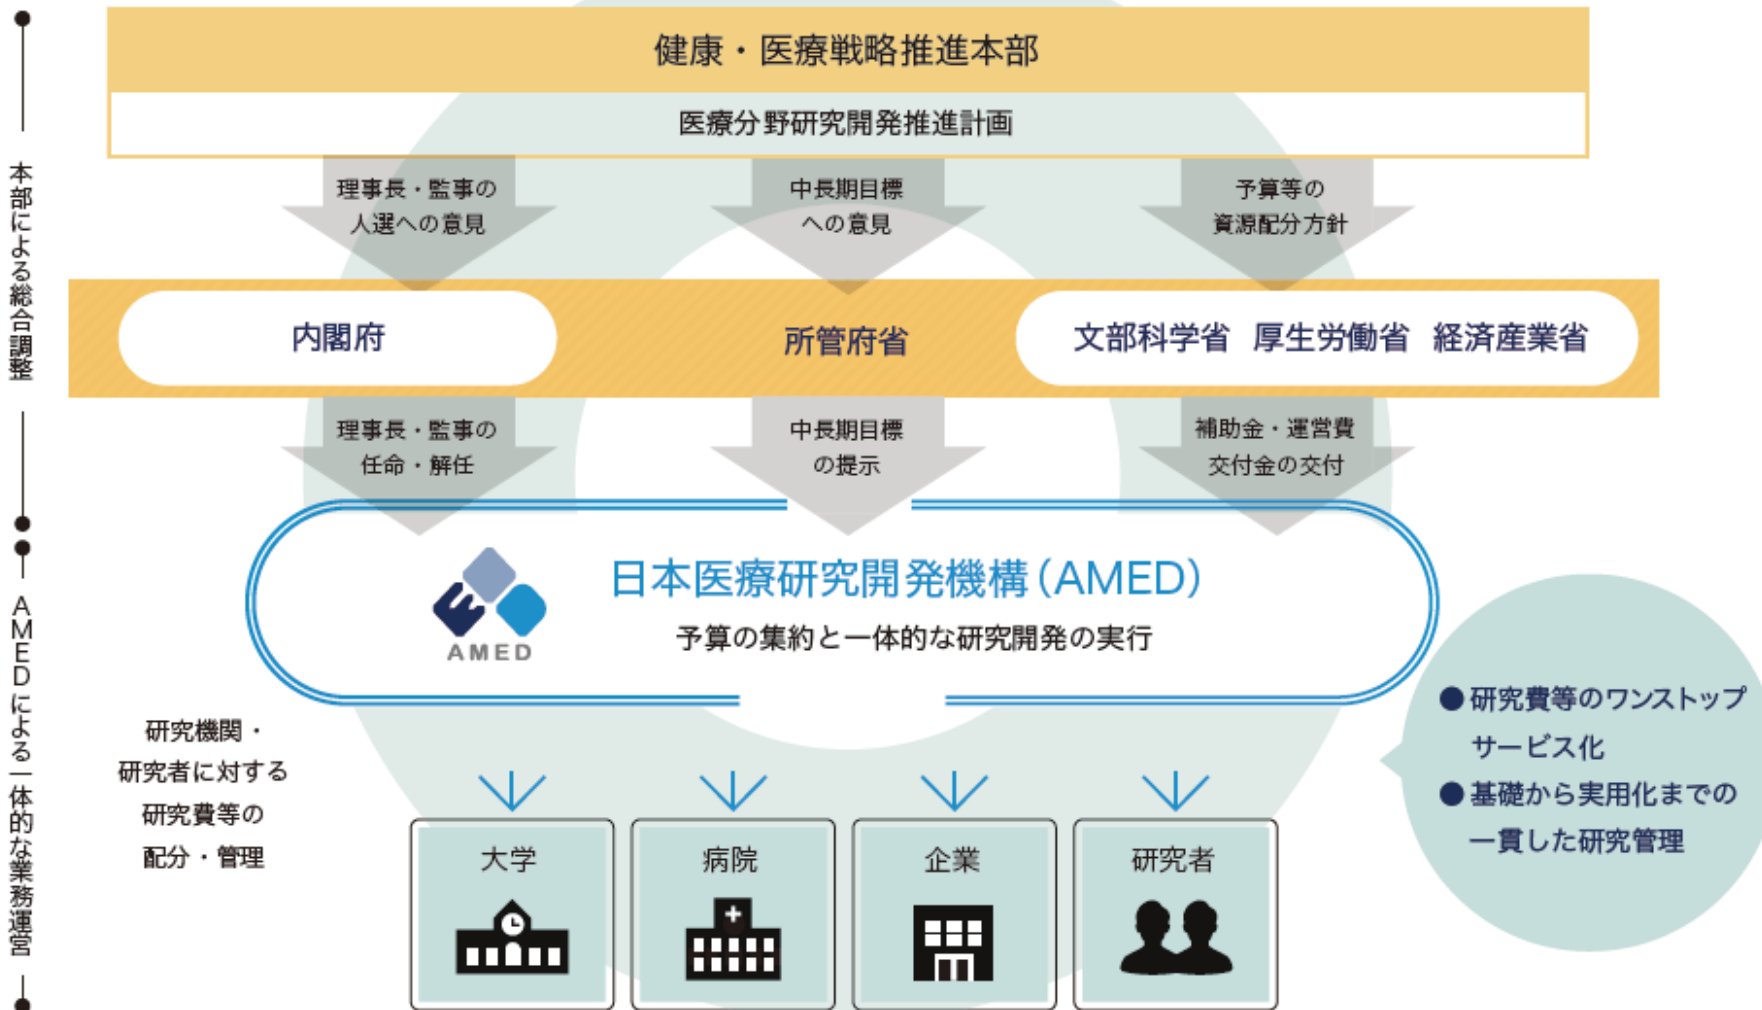 健康・医療戦略推進本部
医療分野研究開発推進計画
本部による総合調整
理事長・監事の
人選への意見
中長期目標
への意見
予算等の
資源配分方針
内閣府
所管府省
文部科学省 厚生労働省 経済産業省
理事長・監事の
任命・解任
中長期目標
の提示
補助金・運営費
交付金の交付
AMEDによる一体的な業務運営
AMED
日本医療研究開発機構(AMED)
予算の集約と一体的な研究開発の実行
研究機関・
研究者に対する
研究費等の
配分・管理
●研究費等のワンストップ
サービス化
●基礎から実用化までの
一貫した研究管理
大学
病院
企業
研究者